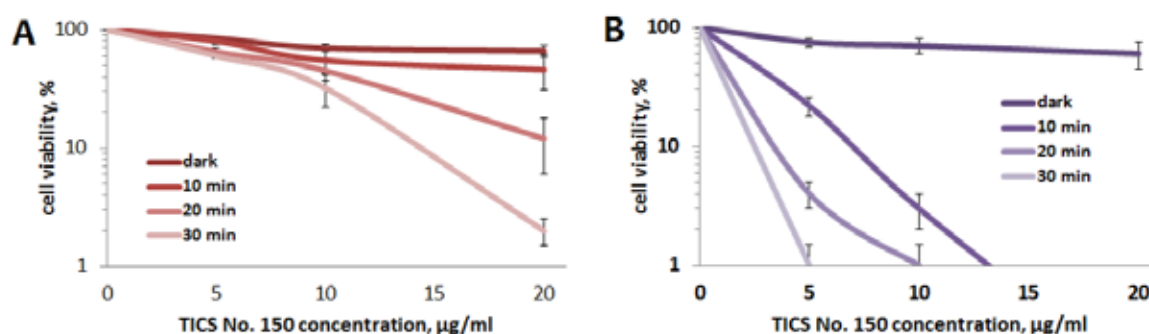 A
100
10
1
cell viability, %
dark
10 min
20 min
30 min
0 5 10 15 20
TICS No. 150 concentration, µg/ml
B
100
10
1
cell viability, %
dark
10 min
20 min
30 min
0 5 10 15 20
TICS No. 150 concentration, µg/ml